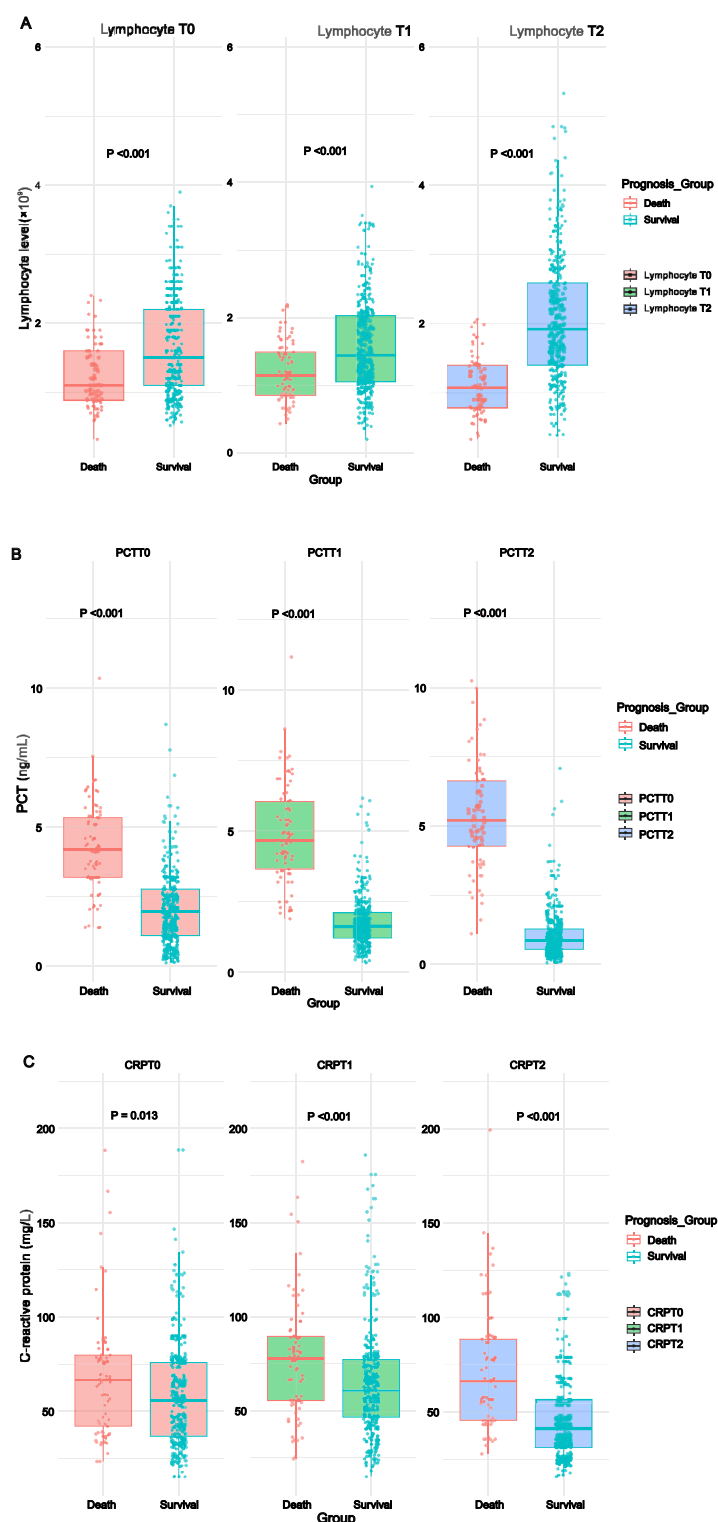 A
Lymphocyte T0
Lymphocyte T1
Lymphocyte T2
6
6
6
P <0.001
P <0.001
P <0.001
4
4
4
2
2
2
0
Lymphocyte level(×10⁹)
Death
Survival
Death
Survival
Death
Survival
Group
Prognosis_Group
Death
Survival
Lymphocyte T0
Lymphocyte T1
Lymphocyte T2
B
PCTT0
PCTT1
PCTT2
P <0.001
P <0.001
P <0.001
10
10
10
5
5
5
0
0
0
PCT (ng/mL)
Death
Survival
Death
Survival
Death
Survival
Group
Prognosis_Group
Death
Survival
PCTT0
PCTT1
PCTT2
C
CRPT0
CRPT1
CRPT2
P = 0.013
P <0.001
P <0.001
200
200
200
150
150
150
100
100
100
50
50
50
C-reactive protein (mg/L)
Death
Survival
Death
Survival
Death
Survival
Group
Prognosis_Group
Death
Survival
CRPT0
CRPT1
CRPT2